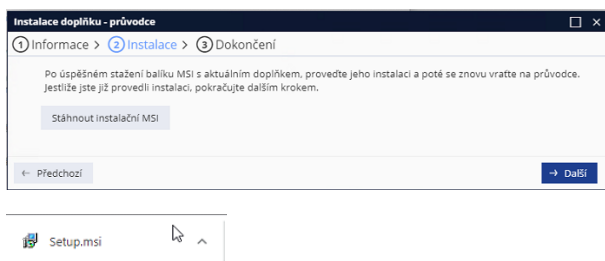 Instalace doplňku - průvodce
1 Informace > 2 Instalace > 3 Dokončení
Po úspěšném stažení balíku MSI s aktuálním doplňkem, proveďte jeho instalaci a poté se znovu vraťte na průvodce.
Jestliže jste již provedli instalaci, pokračujte dalším krokem.
Stáhnout instalační MSI
← Předchozí
→ Další
Setup.msi